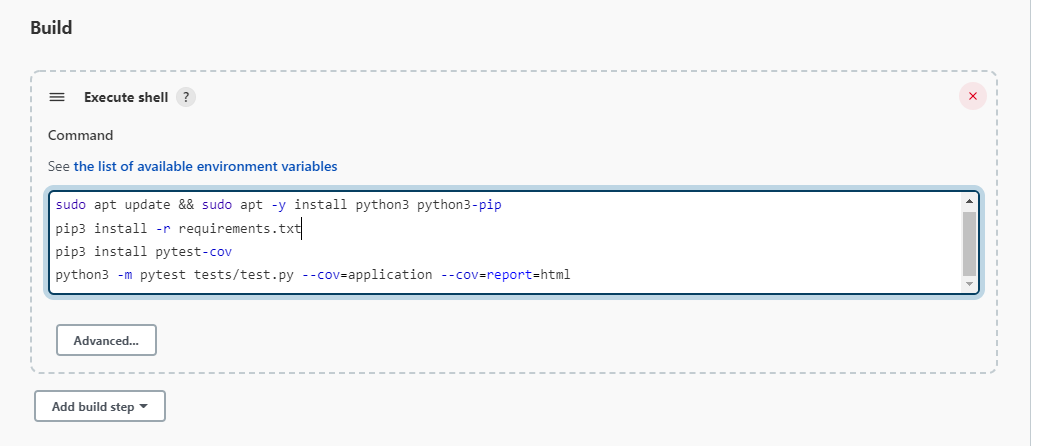 Build
Execute shell ?
Command
See the list of available environment variables
sudo apt update && sudo apt -y install python3 python3-pip
pip3 install -r requirements.txt
pip3 install pytest-cov
python3 -m pytest tests/test.py --cov=application --cov=report=html
Advanced...
Add build step